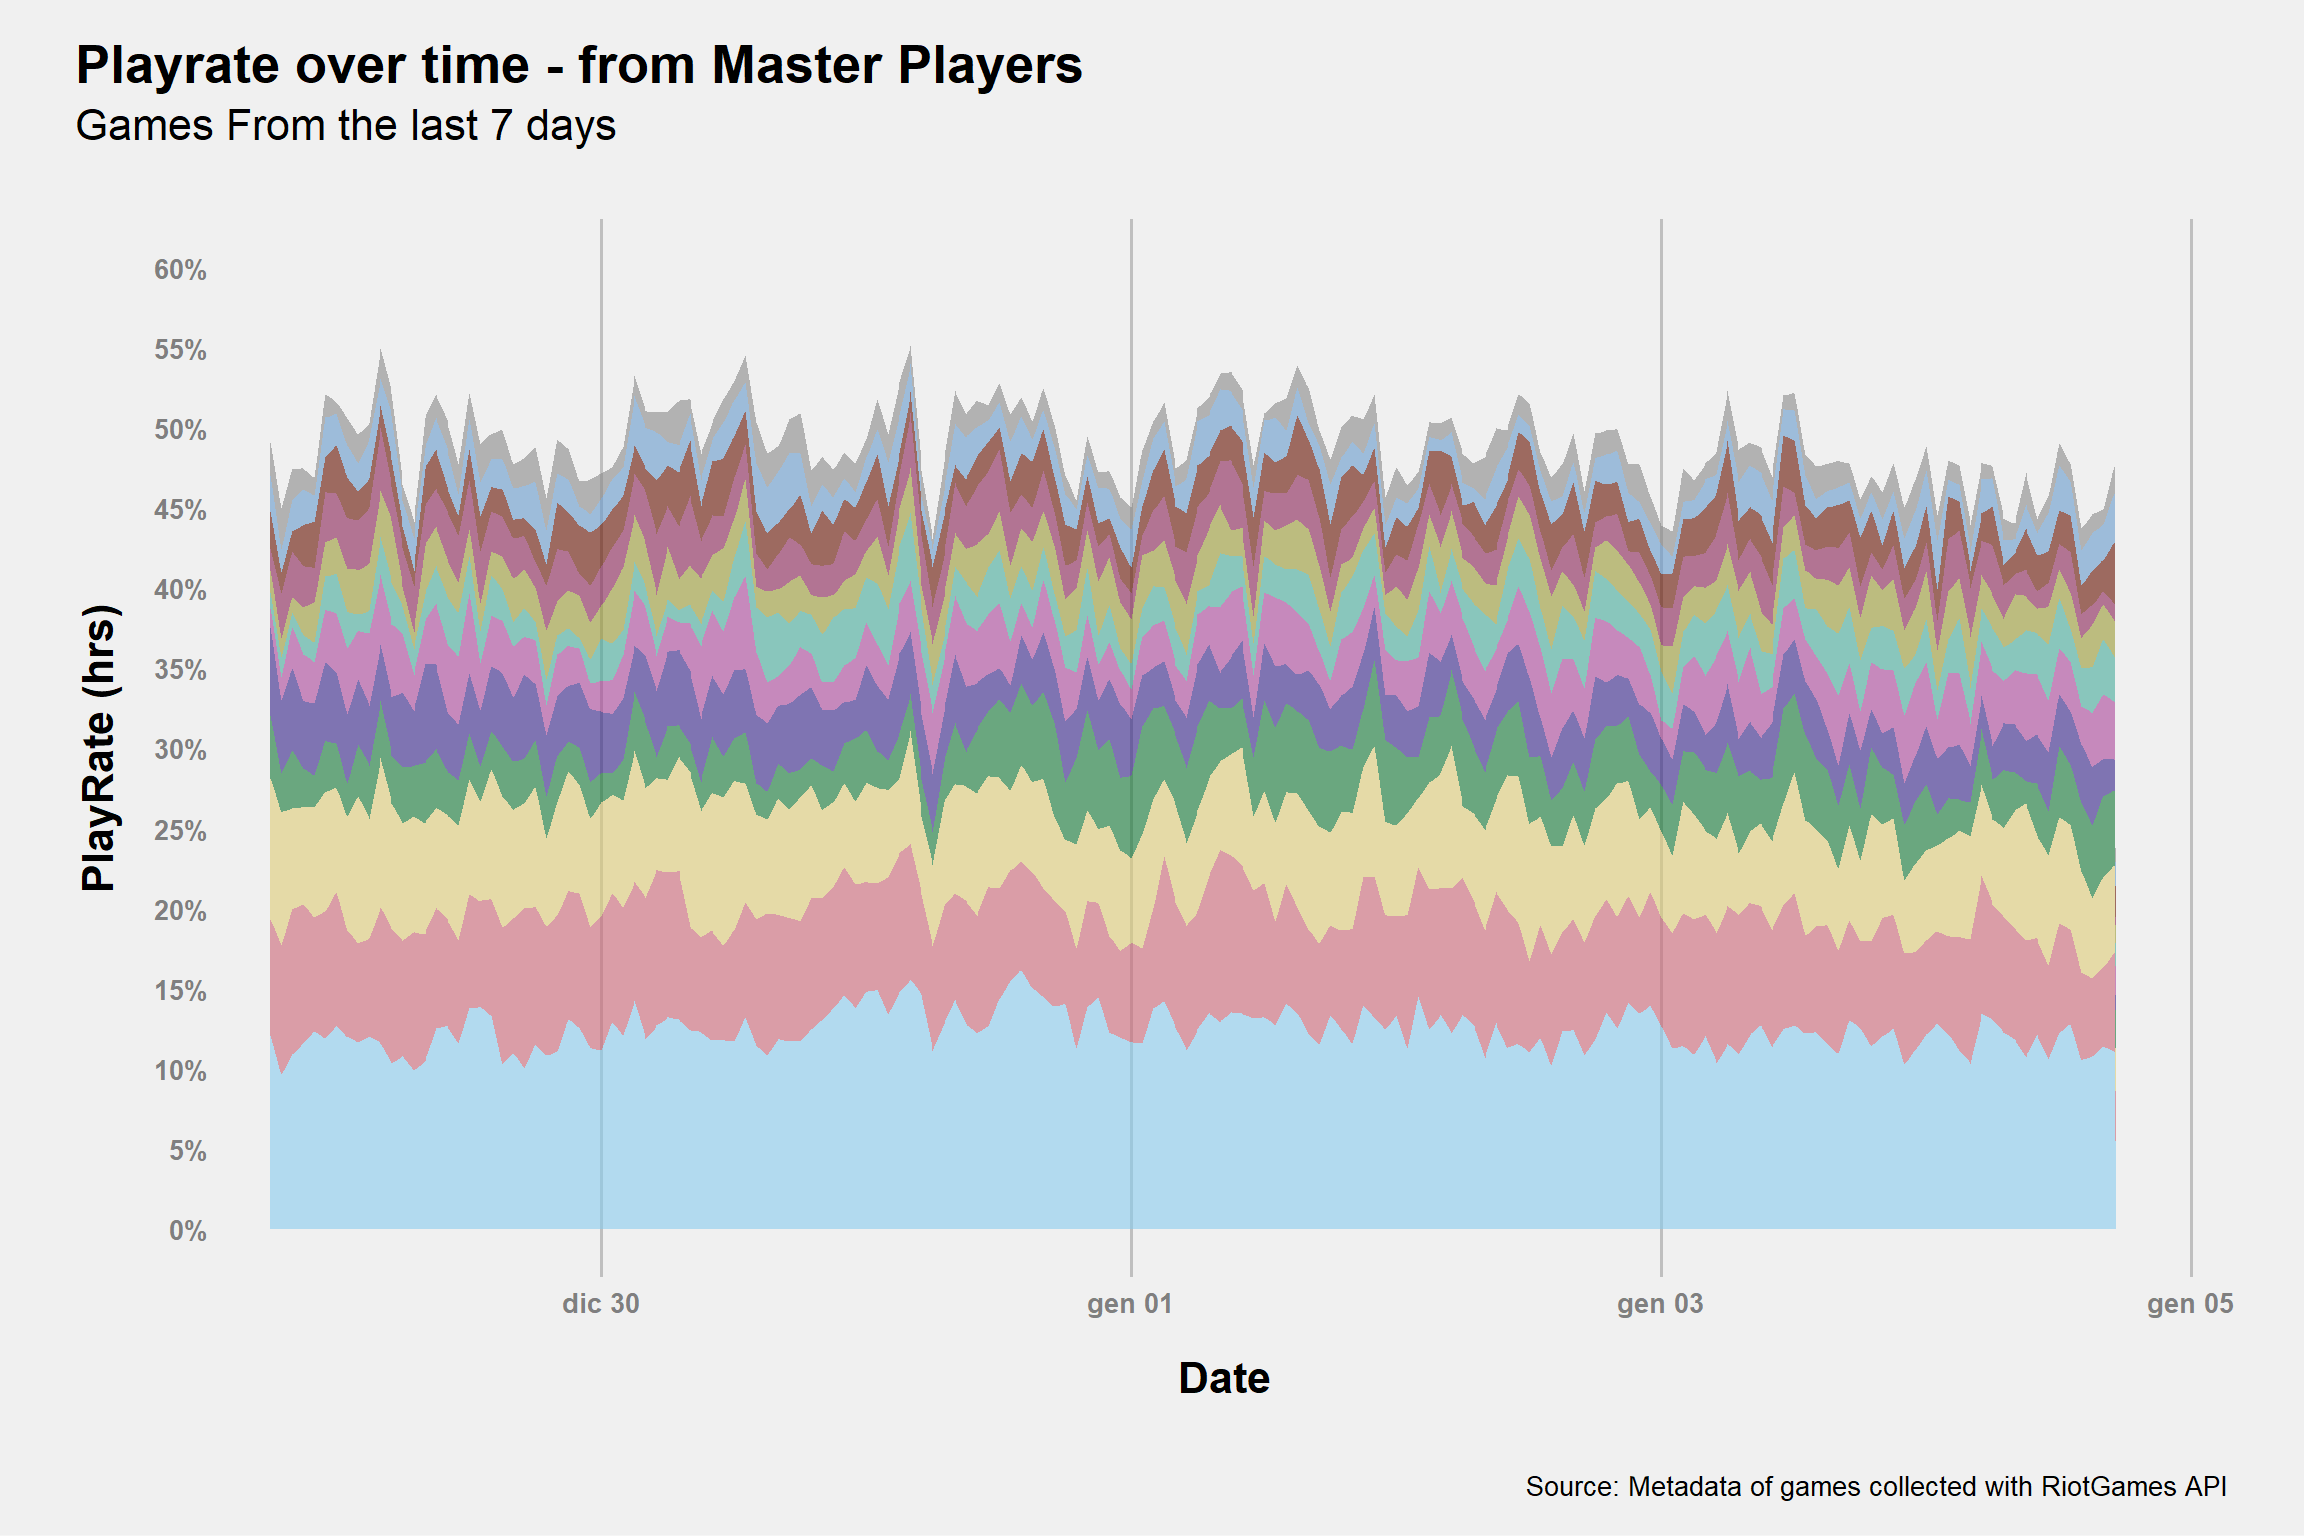 Playrate over time - from Master Players
Games From the last 7 days
60%
55%
50%
45%
40%
35%
30%
25%
20%
15%
10%
5%
0%
PlayRate (hrs)
dic 30
gen 01
gen 03
gen 05
Date
Source: Metadata of games collected with RiotGames API